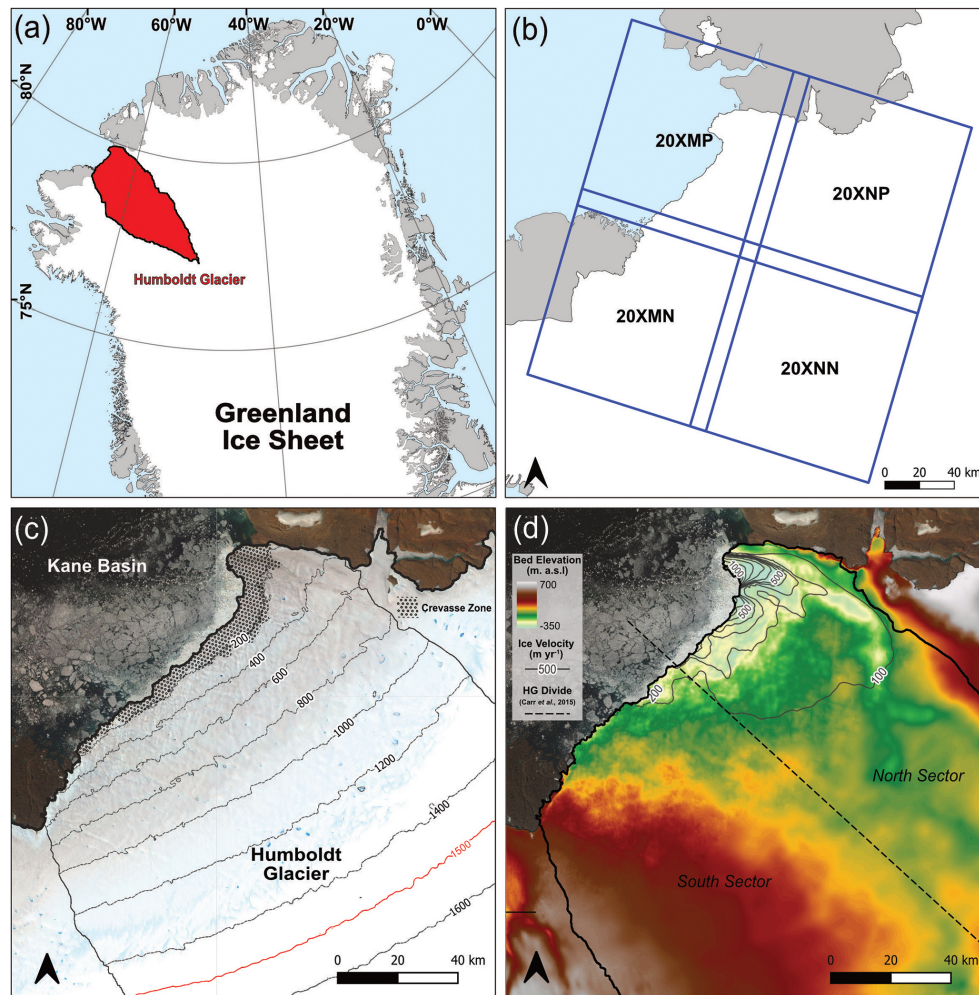 (a)
80°W
60°W
40°W
20°W
0°W
80°N
75°N
Humboldt Glacier
Greenland
Ice Sheet
(b)
20XMP
20XNP
20XMN
20XNN
0 20 40 km
(c)
Kane Basin
Crevasse Zone
200
400
600
800
1000
1200
1400
1500
1600
Humboldt
Glacier
0 20 40 km
(d)
Bed Elevation
(m. a.s.l)
700
-350
Ice Velocity
(m yr⁻¹)
500
HG Divide
(Carr et al., 2015)
1000
500
500
200
100
North Sector
South Sector
0 20 40 km